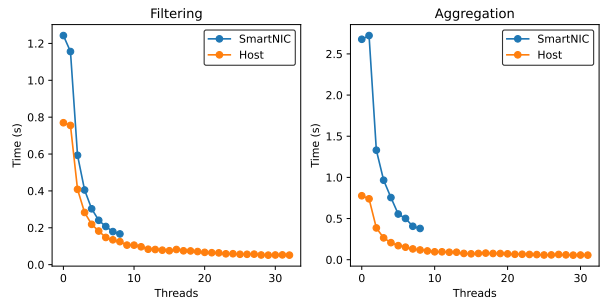 Filtering
Time (s)
1.2
1.0
0.8
0.6
0.4
0.2
0.0
SmartNIC
Host
0
10
20
30
Threads
Aggregation
Time (s)
2.5
2.0
1.5
1.0
0.5
0.0
SmartNIC
Host
0
10
20
30
Threads